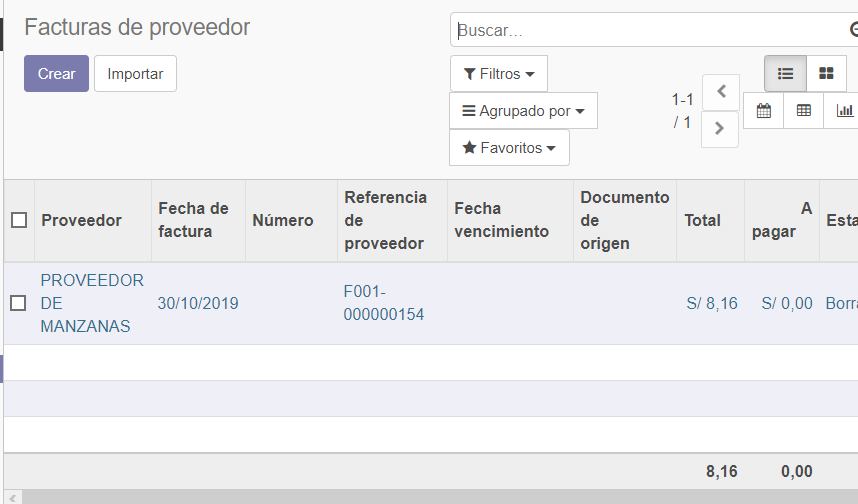 Facturas de proveedor
Buscar...
Crear
Importar
Filtros
Agrupado por
Favoritos
1-1
/ 1
Proveedor
Fecha de
factura
Número
Referencia
de
proveedor
Fecha
vencimiento
Documento
de
origen
Total
A
pagar
Esta
PROVEEDOR
DE
MANZANAS
30/10/2019
F001-
000000154
S/ 8,16
S/ 0,00
Borra
8,16
0,00